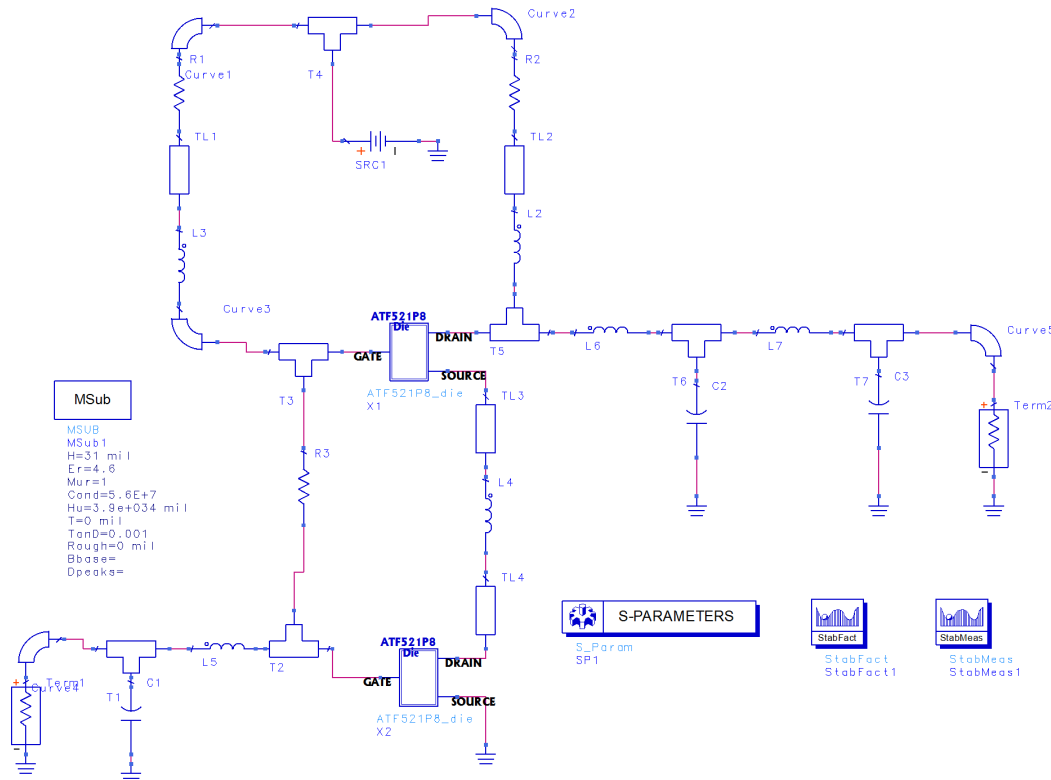 Curve2
R1
Curve1
T4
R2
TL1
+
SRC1
TL2
L3
L2
Curve3
ATF521P8
Die
DRAIN
GATE
SOURCE
ATF521P8_die
X1
T3
T5
L6
T6
C2
L7
T7
C3
Curve5
+
Term2
-
MSub
MSUB
MSub1
H=31 mil
Er=4.6
Mur=1
Cond=5.6E+7
Hu=3.9e+034 mil
T=0 mil
TanD=0.001
Rough=0 mil
Bbase=
Dpeaks=
R3
TL3
L4
TL4
S-PARAMETERS
S_Param
SP1
StabFact
StabFact
StabFact1
StabMeas
StabMeas
StabMeas1
+
Term1
Curve4
-
T1
C1
L5
T2
ATF521P8
Die
DRAIN
GATE
SOURCE
ATF521P8_die
X2